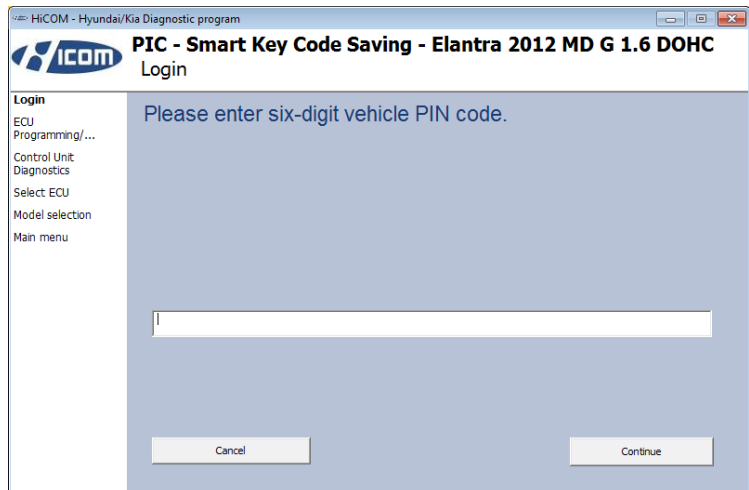 HiCOM - Hyundai/Kia Diagnostic program
HICOM
PIC - Smart Key Code Saving - Elantra 2012 MD G 1.6 DOHC
Login
Login
ECU
Programming/...
Control Unit
Diagnostics
Select ECU
Model selection
Main menu
Please enter six-digit vehicle PIN code.
Cancel
Continue